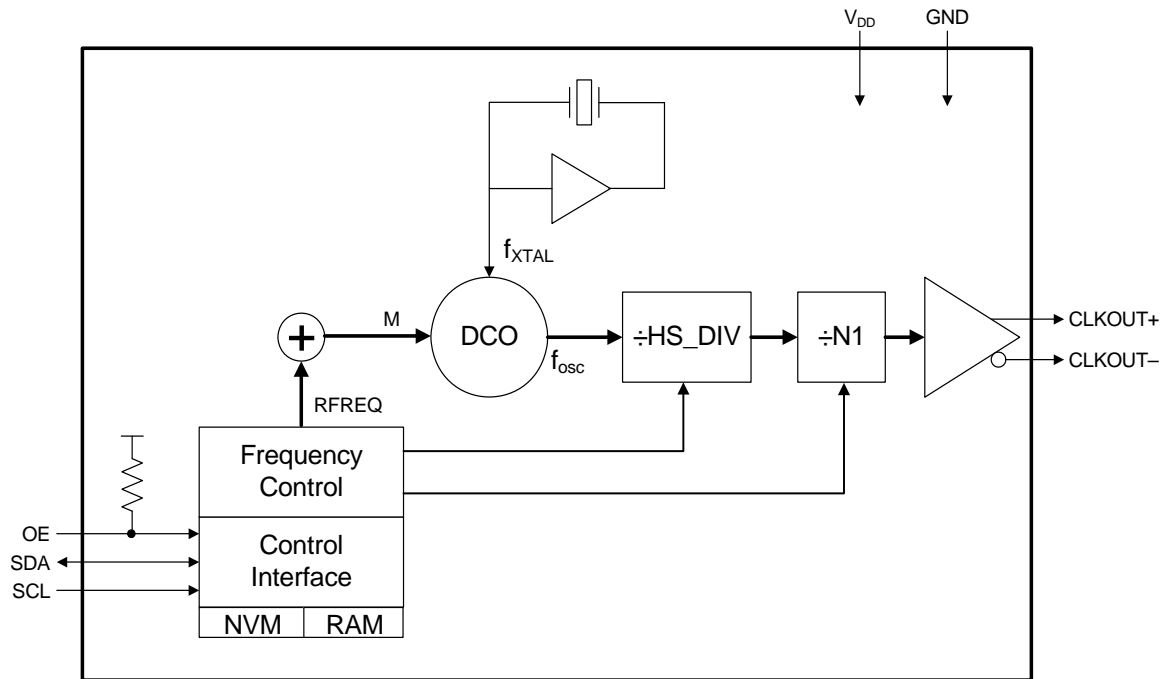 VDD GND
fXTAL
M
DCO
fosc
÷HS_DIV
÷N1
CLKOUT+
CLKOUT–
+
RFREQ
Frequency
Control
OE
SDA
SCL
Control
Interface
NVM RAM